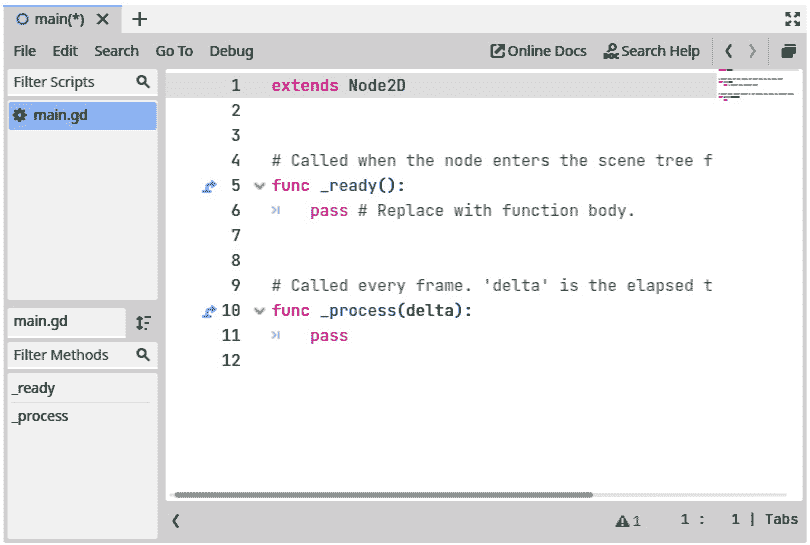 main(*)
File Edit Search Go To Debug Online Docs Search Help
Filter Scripts
main.gd
main.gd
Filter Methods
_ready
_process
1 extends Node2D
2
3
4 # Called when the node enters the scene tree f
5 func _ready():
6 pass # Replace with function body.
7
8
9 # Called every frame. 'delta' is the elapsed t
10 func _process(delta):
11 pass
12
1 1 : 1 | Tabs